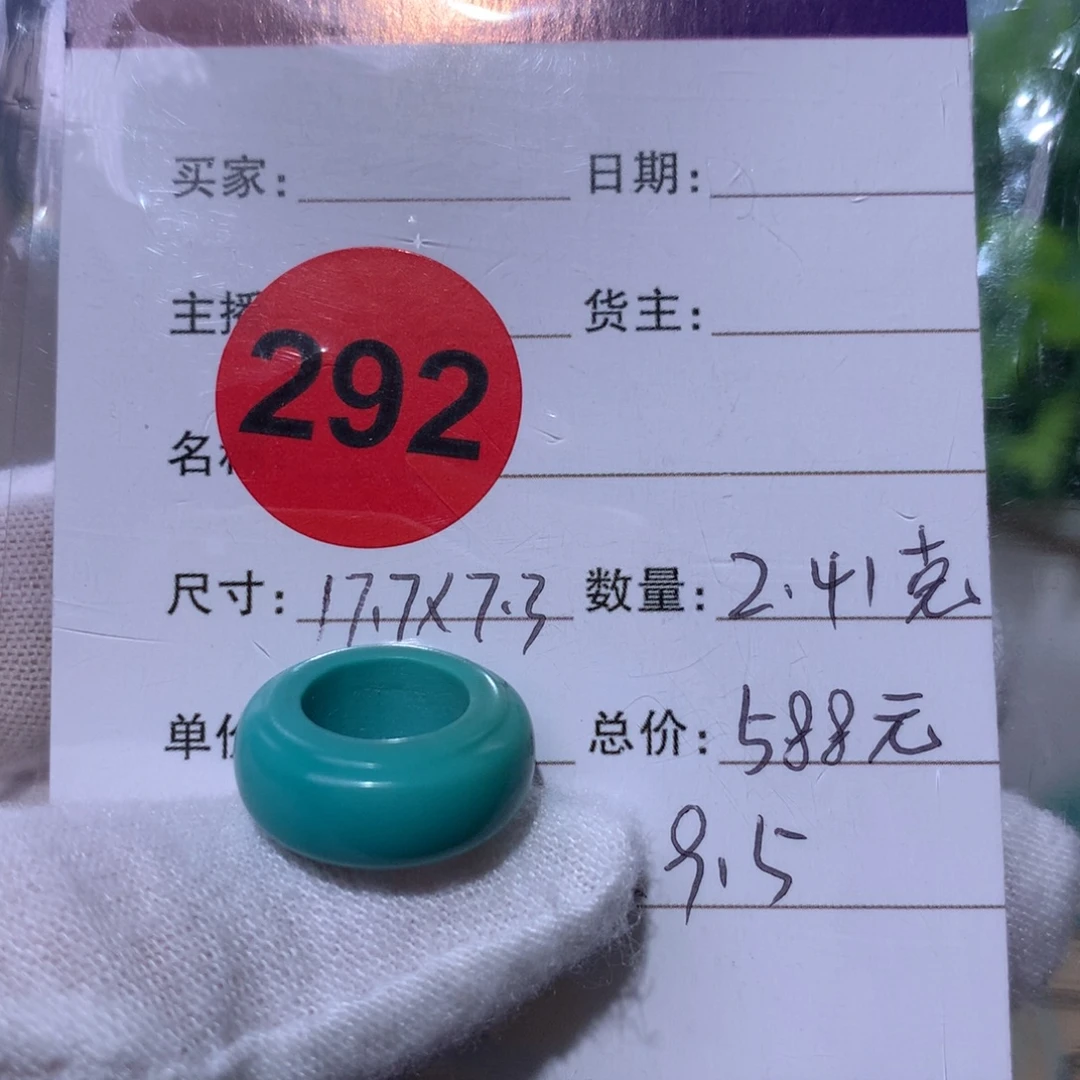 买家： 日期：
主播 货主：
292
名称
尺寸：17.7X7.3 数量：2.41克
单价 总价：588元
9.5